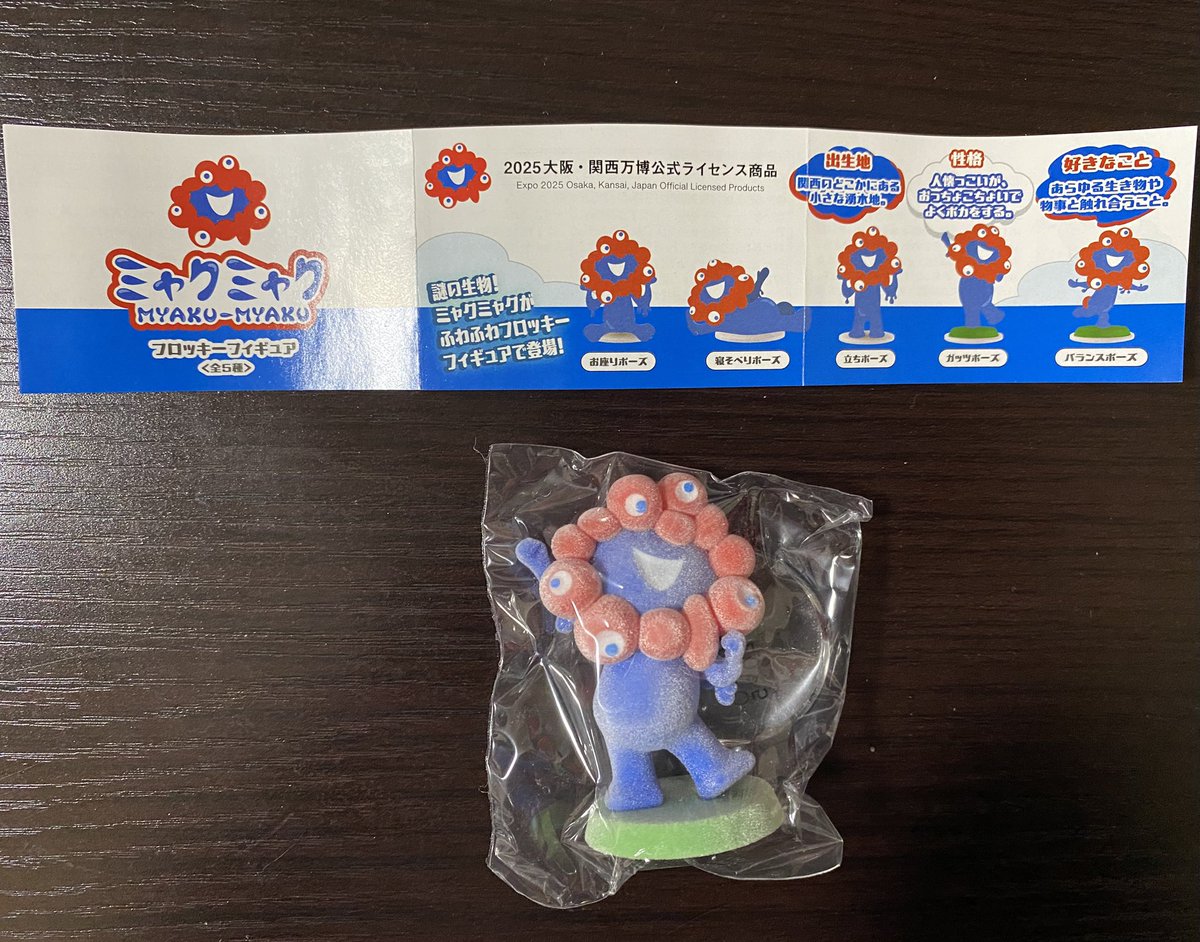 ミャクミャク
MYAKU-MYAKU
フロッキーフィギュア
<全5種>
2025大阪・関西万博公式ライセンス商品
Expo 2025 Osaka, Kansai, Japan Official Licensed Products
謎の生物!
ミャクミャクが
ふわふわフロッキー
フィギュアで登場!
お座りポーズ
寝そべりポーズ
出生地
関西のどこかにある
小さな湧水地。
性格
人懐っこいが、
おっちょこちょいで
よくポカをする。
好きなこと
あらゆる生き物や
物事と触れ合うこと。
立ちポーズ
ガッツポーズ
バランスポーズ